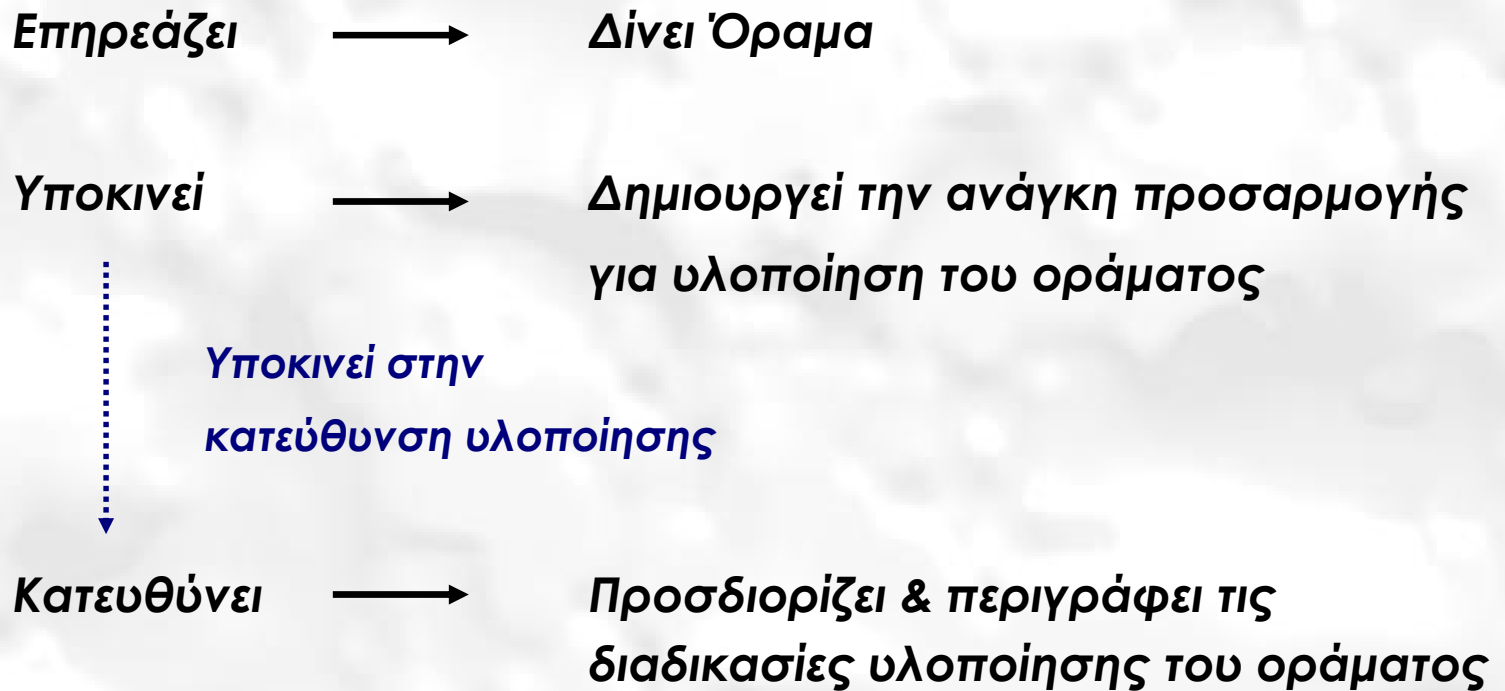 Επηρεάζει Δίνει Όραμα
Υποκινεί Δημιουργεί την ανάγκη προσαρμογής
για υλοποίηση του οράματος
Υποκινεί στην
κατεύθυνση υλοποίησης
Κατευθύνει Προσδιορίζει & περιγράφει τις
διαδικασίες υλοποίησης του οράματος